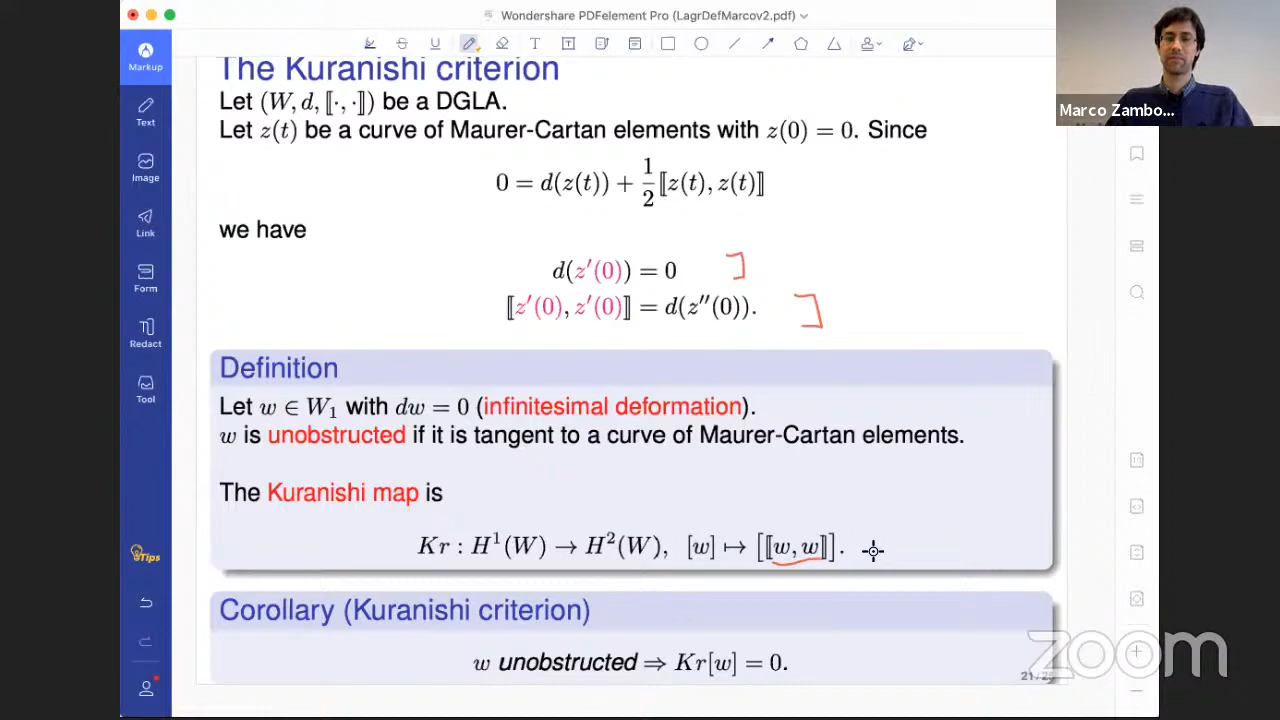 Wondershare PDFelement Pro (LagrDefMarcov2.pdf)
Markup
Text
Image
Link
Form
Redact
Tool
Tips
The Kuranishi criterion
Let (W, d, ⟦·, ·⟧) be a DGLA.
Let z(t) be a curve of Maurer-Cartan elements with z(0) = 0. Since
0 = d(z(t)) + 1/2 ⟦z(t), z(t)⟧
we have
d(z′(0)) = 0
⟦z′(0), z′(0)⟧ = d(z′′(0)).
Definition
Let w ∈ W₁ with dw = 0 (infinitesimal deformation).
w is unobstructed if it is tangent to a curve of Maurer-Cartan elements.
The Kuranishi map is
Kr : H¹(W) → H²(W), [w] ↦ [⟦w, w⟧].
Corollary (Kuranishi criterion)
w unobstructed ⇒ Kr[w] = 0.
Marco Zambo...
zoom